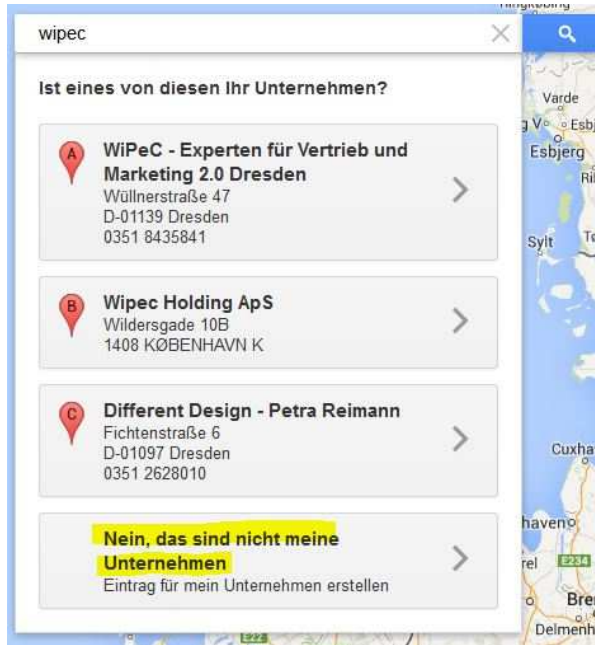 wipec
Ist eines von diesen Ihr Unternehmen?
A
WiPeC - Experten für Vertrieb und
Marketing 2.0 Dresden
Wüllnerstraße 47
D-01139 Dresden
0351 8435841
B
Wipec Holding ApS
Wildersgade 10B
1408 KØBENHAVN K
C
Different Design - Petra Reimann
Fichtenstraße 6
D-01097 Dresden
0351 2628010
Nein, das sind nicht meine
Unternehmen
Eintrag für mein Unternehmen erstellen
Varde
Esbjerg
Sylt
E234
E22